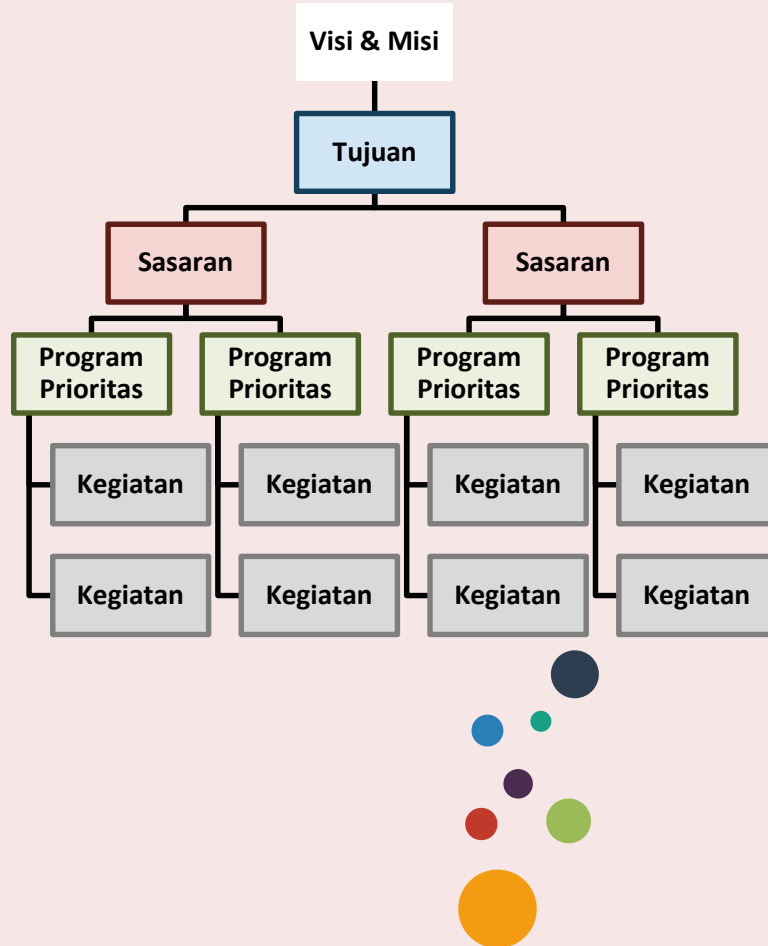 Visi & Misi
Tujuan
Sasaran
Sasaran
Program
Prioritas
Program
Prioritas
Program
Prioritas
Program
Prioritas
Kegiatan
Kegiatan
Kegiatan
Kegiatan
Kegiatan
Kegiatan
Kegiatan
Kegiatan